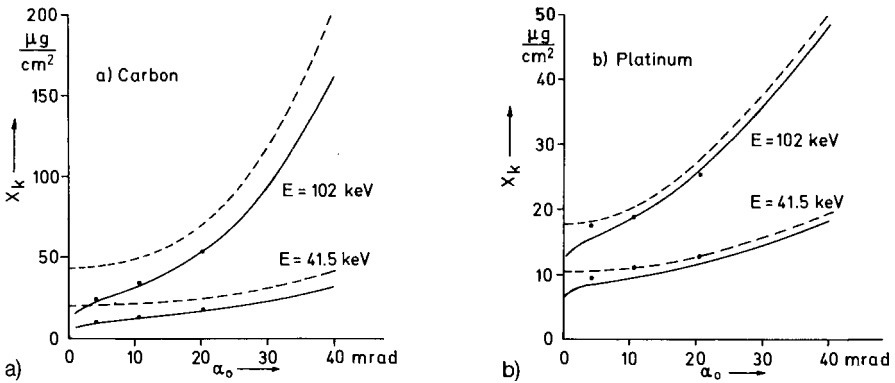 200
µg
cm²
a) Carbon
150
100
X_k
E = 102 keV
50
E = 41.5 keV
0
0 10 20 30 40 mrad
α₀
a)
50
µg
cm²
b) Platinum
40
30
X_k
E = 102 keV
20
E = 41.5 keV
10
0
0 10 20 30 40 mrad
α₀
b)